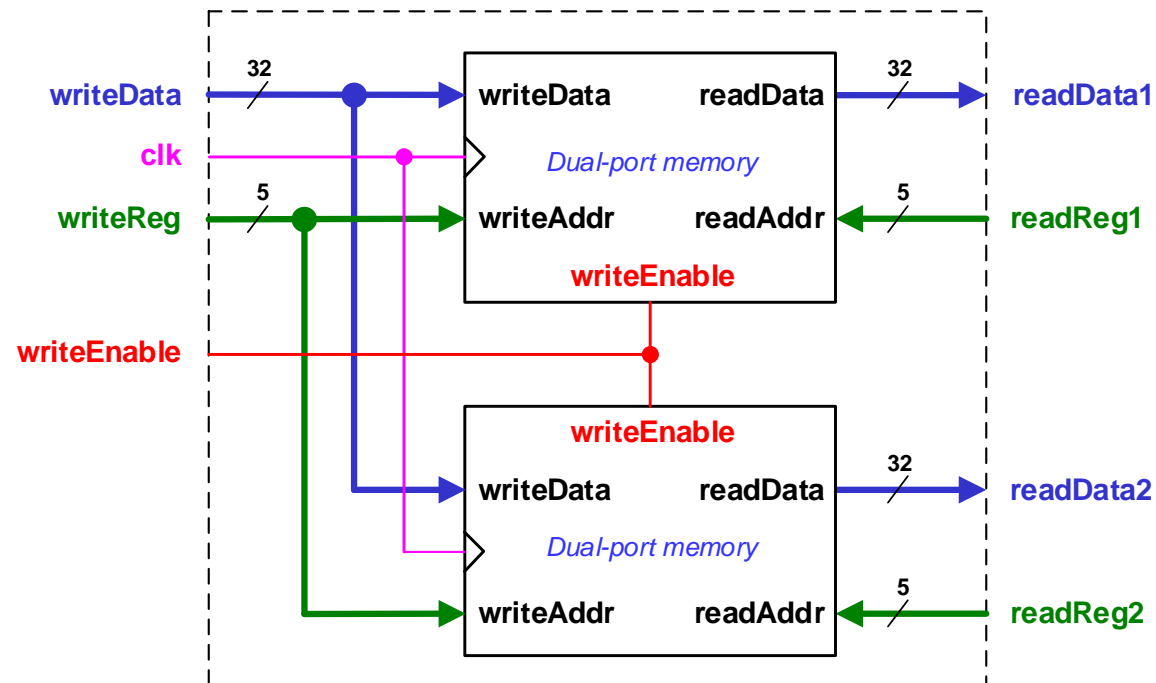 32
32
writeData
writeData
readData
readData1
clk
Dual-port memory
5
5
writeReg
writeAddr
readAddr
readReg1
writeEnable
writeEnable
writeEnable
32
writeData
readData
readData2
Dual-port memory
5
writeAddr
readAddr
readReg2